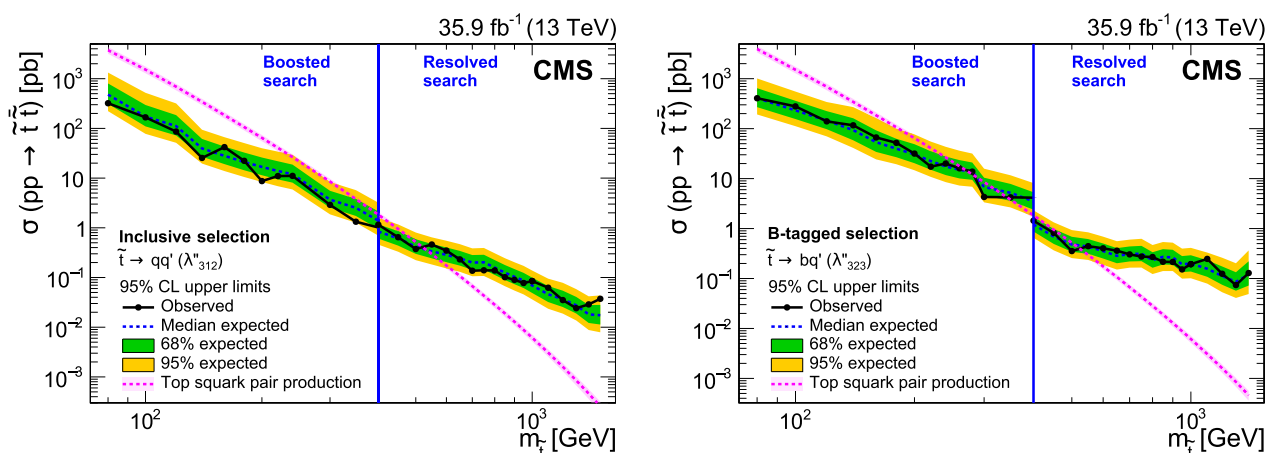 35.9 fb⁻¹ (13 TeV)
CMS
Boosted search
Resolved search
σ (pp → t̃ t̃̄) [pb]
10³
10²
10
1
10⁻¹
10⁻²
10⁻³
Inclusive selection
t̃ → qq' (λ''₃₁₂)
95% CL upper limits
Observed
Median expected
68% expected
95% expected
Top squark pair production
10²
10³
m_t̃ [GeV]
35.9 fb⁻¹ (13 TeV)
CMS
Boosted search
Resolved search
σ (pp → t̃ t̃̄) [pb]
10³
10²
10
1
10⁻¹
10⁻²
10⁻³
B-tagged selection
t̃ → bq' (λ''₃₂₃)
95% CL upper limits
Observed
Median expected
68% expected
95% expected
Top squark pair production
10²
10³
m_t̃ [GeV]